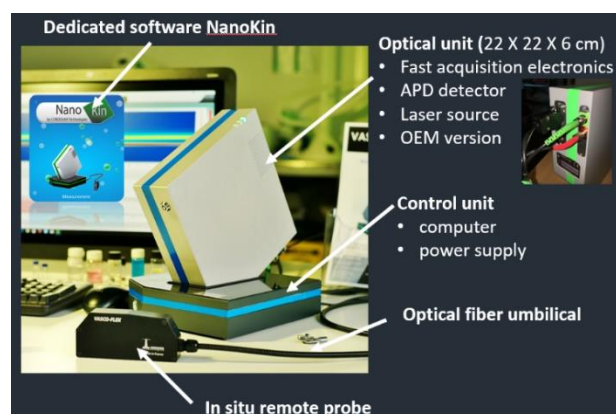 Dedicated software NanoKin
Optical unit (22 X 22 X 6 cm)
• Fast acquisition electronics
• APD detector
• Laser source
• OEM version
Nano Kin
Control unit
• computer
• power supply
VASCO-FLEX
Optical fiber umbilical
In situ remote probe